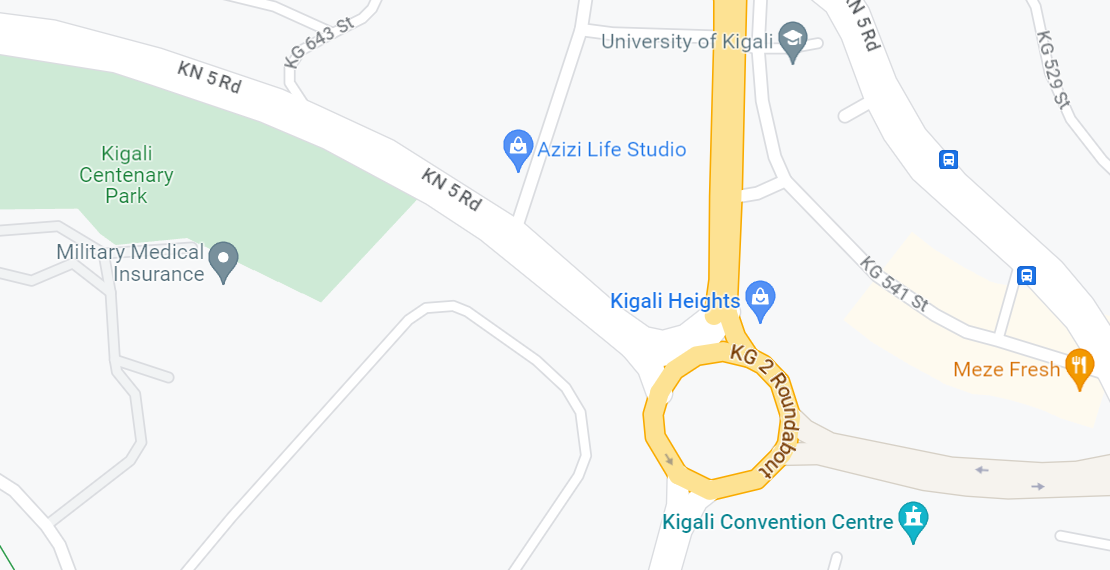 KG 643 St
KN 5 Rd
University of Kigali
KN 5 Rd
KG 529 St
Azizi Life Studio
Kigali
Centenary
Park
KN 5 Rd
Military Medical
Insurance
KG 541 St
Kigali Heights
KG 2 Roundabout
Meze Fresh
Kigali Convention Centre